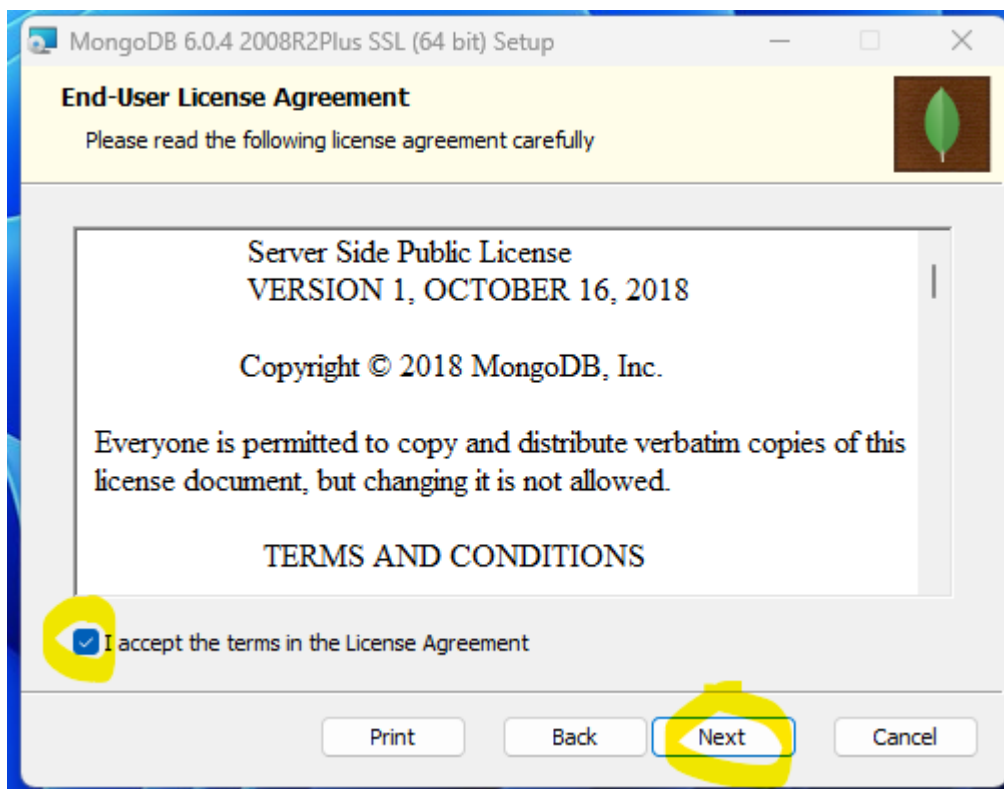 MongoDB 6.0.4 2008R2Plus SSL (64 bit) Setup
End-User License Agreement
Please read the following license agreement carefully
Server Side Public License
VERSION 1, OCTOBER 16, 2018
Copyright © 2018 MongoDB, Inc.
Everyone is permitted to copy and distribute verbatim copies of this
license document, but changing it is not allowed.
TERMS AND CONDITIONS
I accept the terms in the License Agreement
Print Back Next Cancel